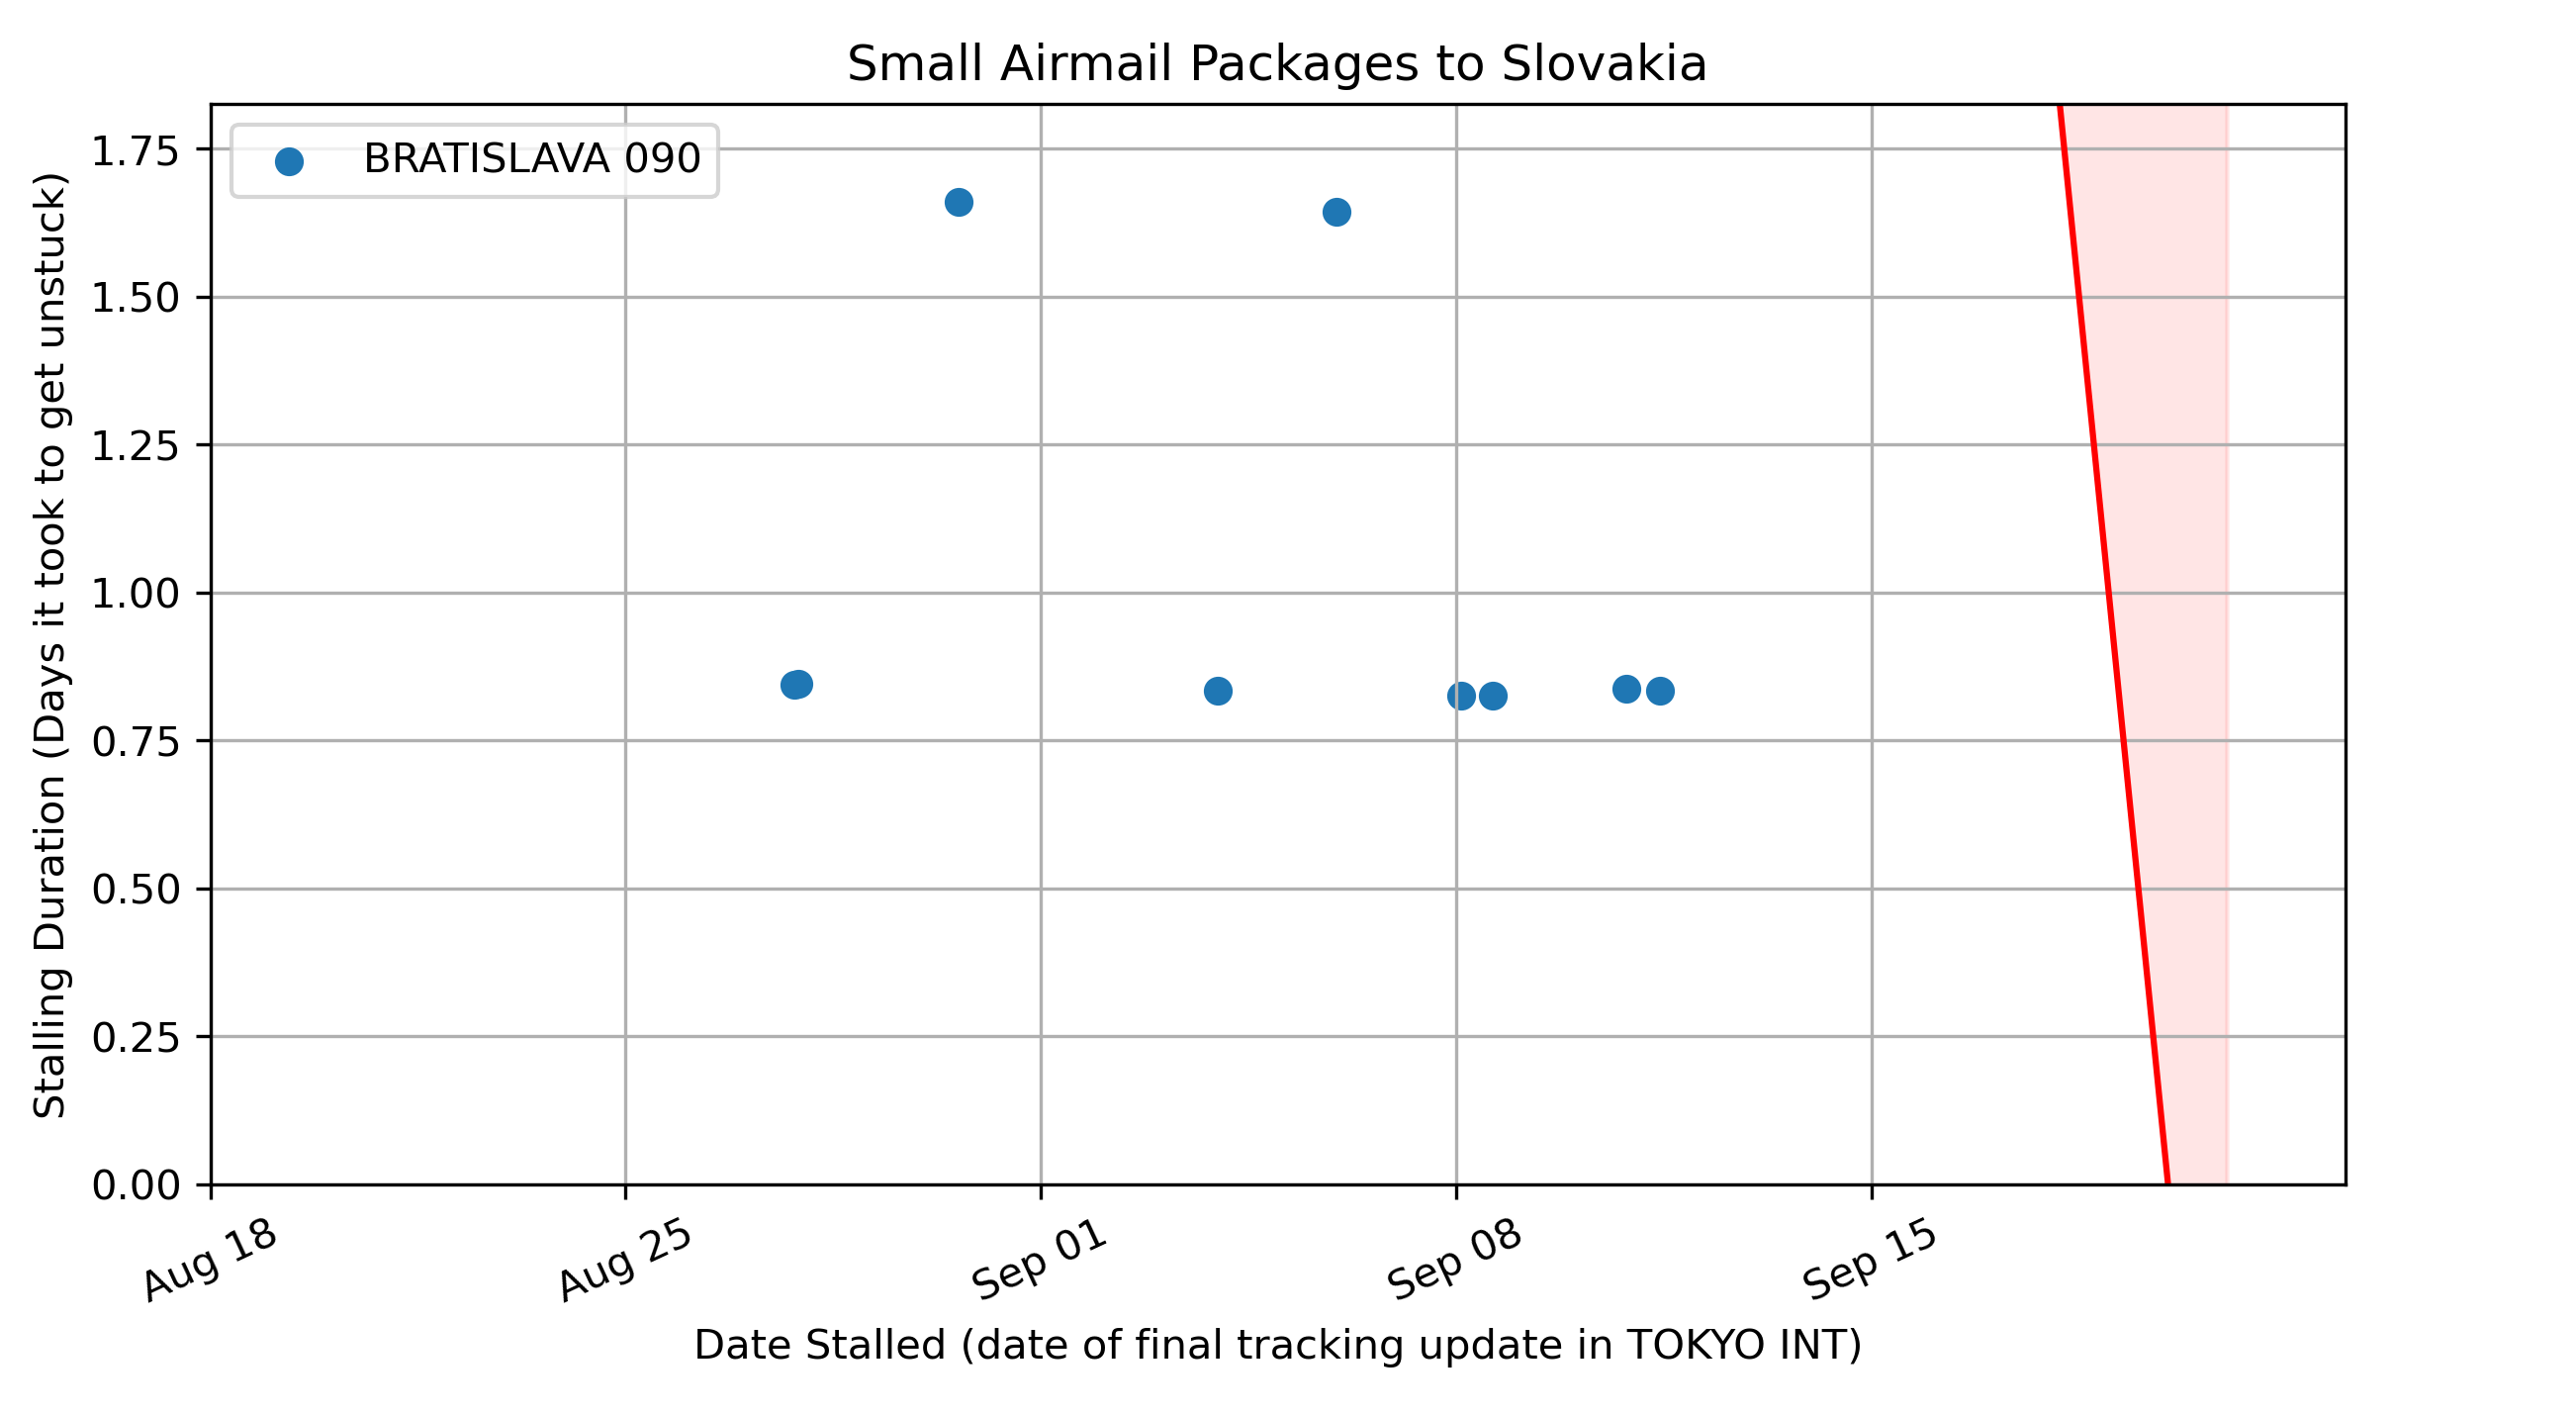 Small Airmail Packages to Slovakia
BRATISLAVA 090
Stalling Duration (Days it took to get unstuck)
1.75
1.50
1.25
1.00
0.75
0.50
0.25
0.00
Aug 18
Aug 25
Sep 01
Sep 08
Sep 15
Date Stalled (date of final tracking update in TOKYO INT)